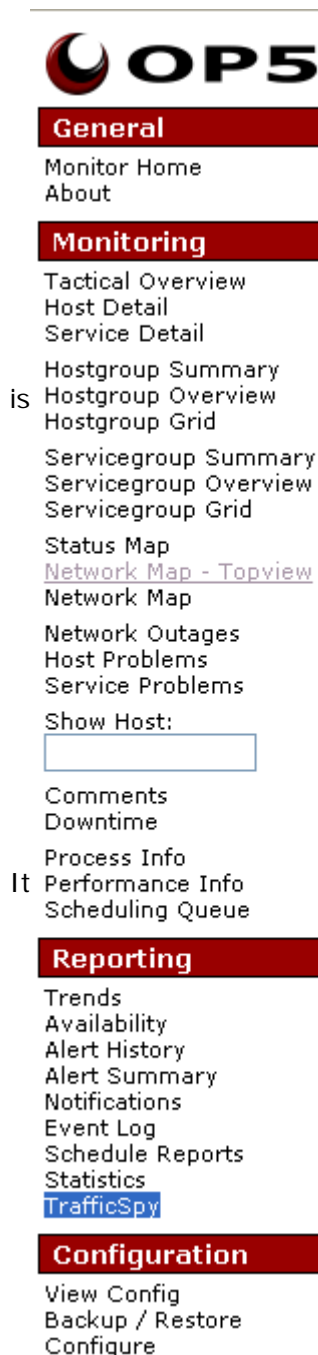 OP5
General
Monitor Home
About
Monitoring
Tactical Overview
Host Detail
Service Detail
Hostgroup Summary
is Hostgroup Overview
Hostgroup Grid
Servicegroup Summary
Servicegroup Overview
Servicegroup Grid
Status Map
Network Map - Topview
Network Map
Network Outages
Host Problems
Service Problems
Show Host:
Comments
Downtime
Process Info
It Performance Info
Scheduling Queue
Reporting
Trends
Availability
Alert History
Alert Summary
Notifications
Event Log
Schedule Reports
Statistics
TrafficSpy
Configuration
View Config
Backup / Restore
Configure